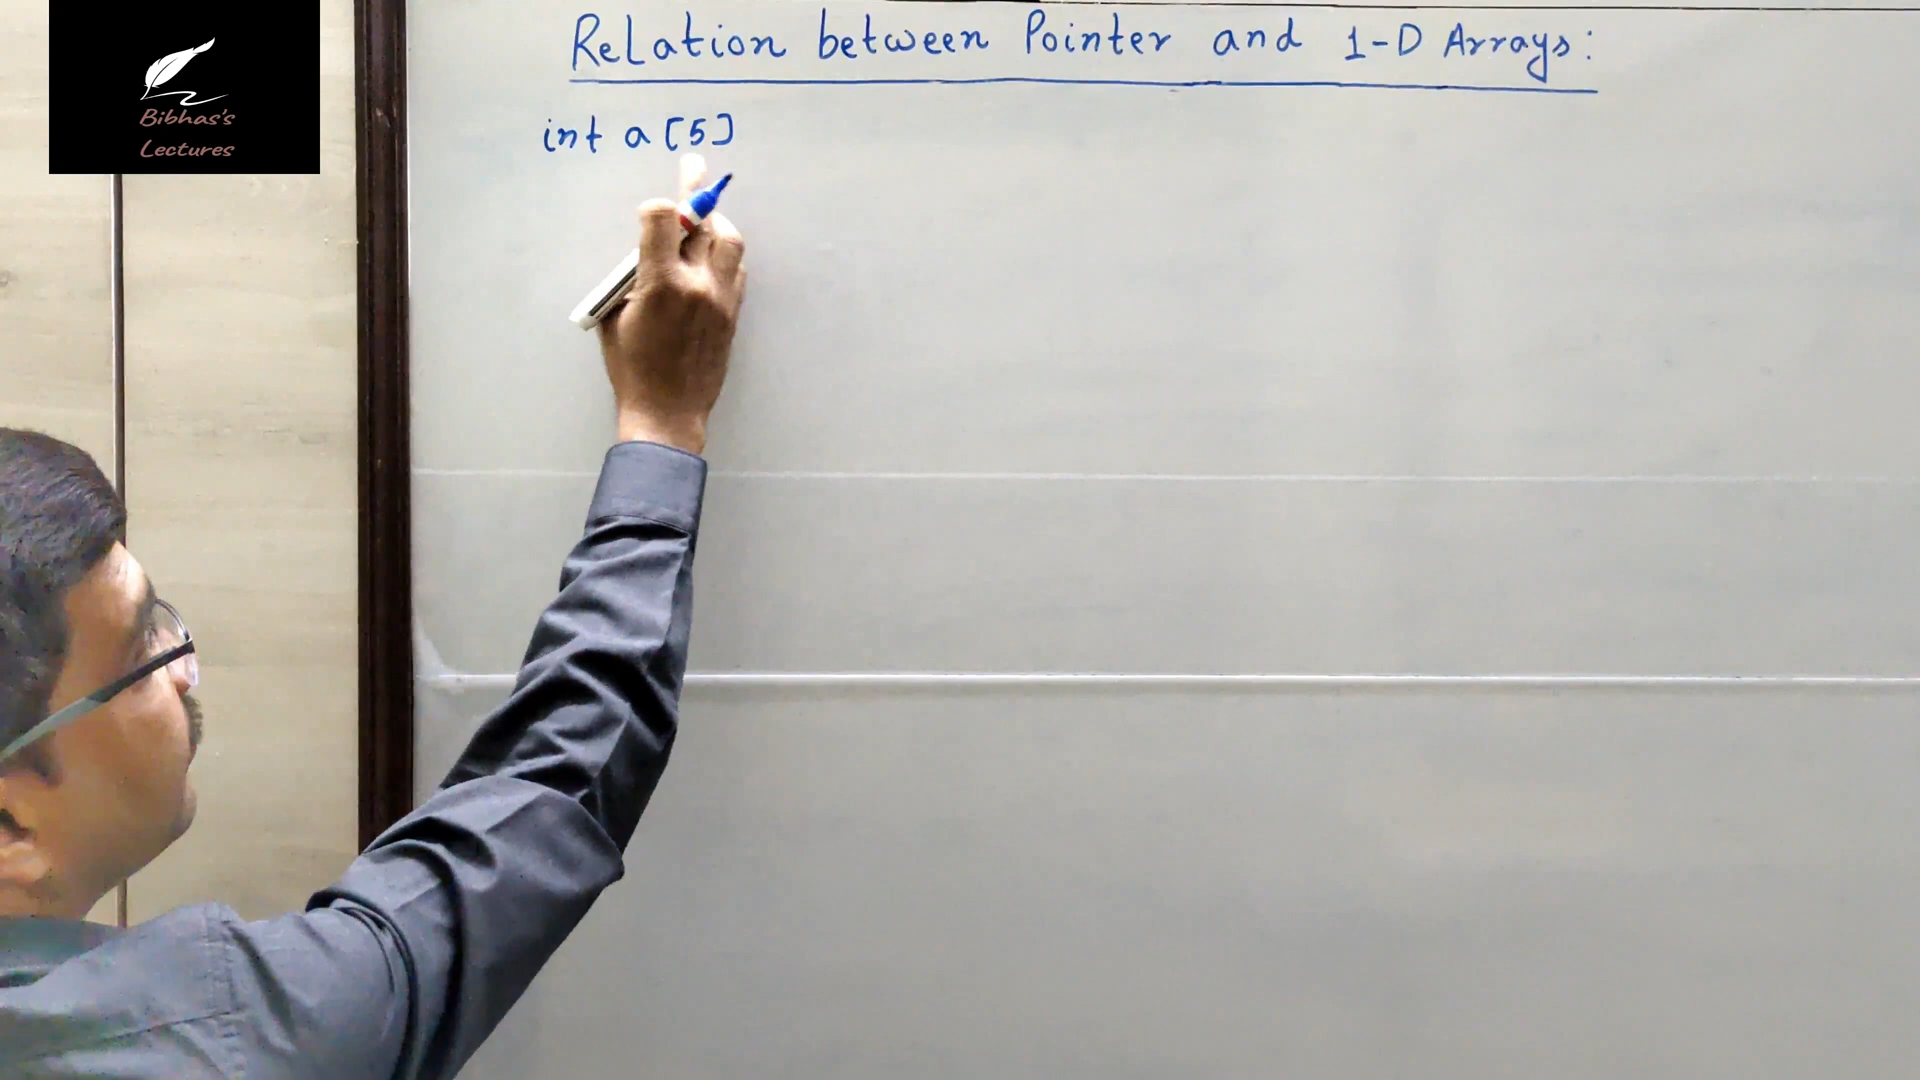 Relation between Pointer and 1-D Arrays:
int a[5]
Bibhas's
Lectures